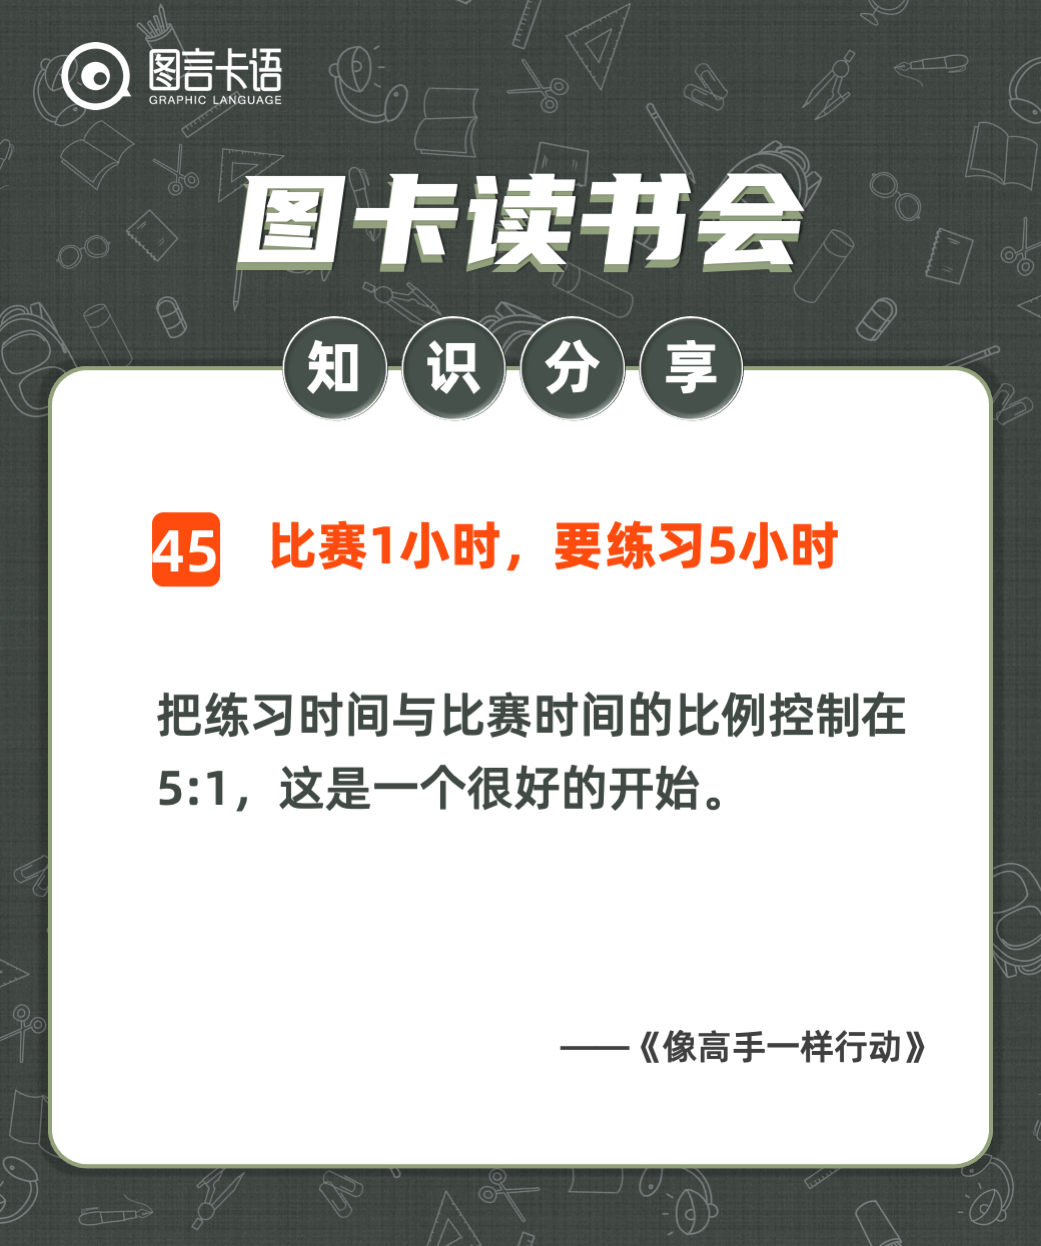 图言卡语
GRAPHIC LANGUAGE
图卡读书会
知识分享
45 比赛1小时，要练习5小时
把练习时间与比赛时间的比例控制在
5:1，这是一个很好的开始。
——《像高手一样行动》